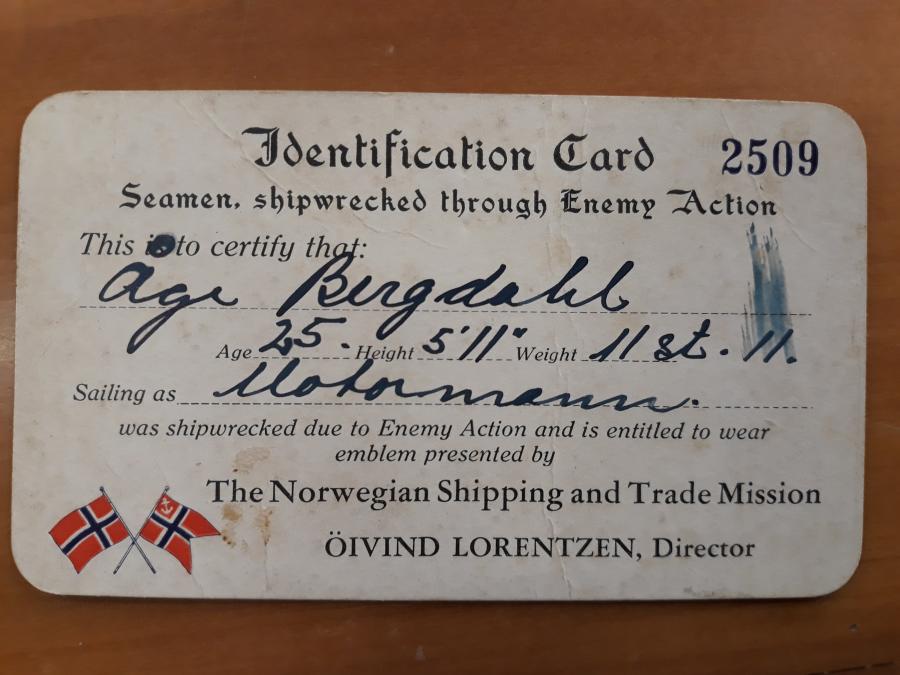 Identification Card 2509
Seamen, shipwrecked through Enemy Action
This is to certify that:
Åge Bergdahl
Age 25. Height 5'11" Weight 11 st. 11.
Sailing as Motormann.
was shipwrecked due to Enemy Action and is entitled to wear
emblem presented by
The Norwegian Shipping and Trade Mission
ÖIVIND LORENTZEN, Director